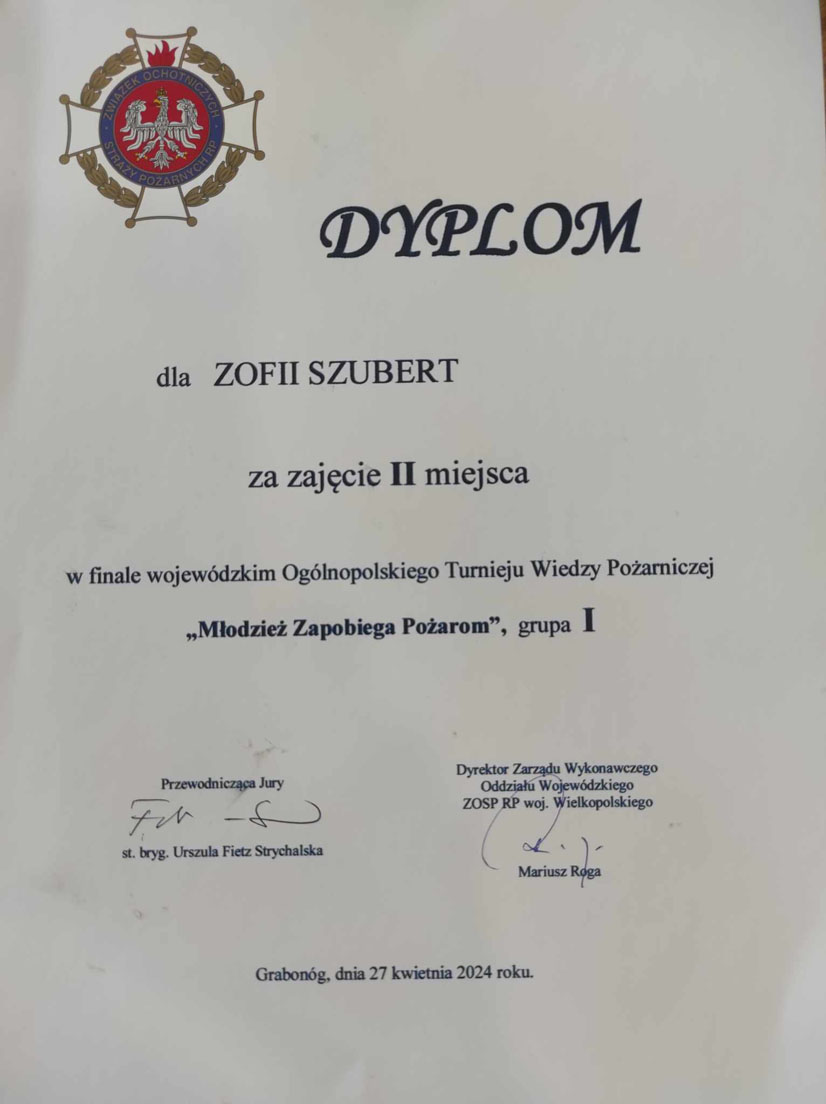 ZWIĄZEK OCHOTNICZYCH
STRAŻY POŻARNYCH RP
DYPLOM
dla ZOFII SZUBERT
za zajęcie II miejsca
w finale wojewódzkim Ogólnopolskiego Turnieju Wiedzy Pożarniczej
„Młodzież Zapobiega Pożarom”, grupa I
Przewodnicząca Jury
st. bryg. Urszula Fietz Strychalska
Dyrektor Zarządu Wykonawczego
Oddziału Wojewódzkiego
ZOSP RP woj. Wielkopolskiego
Mariusz Roga
Grabonóg, dnia 27 kwietnia 2024 roku.